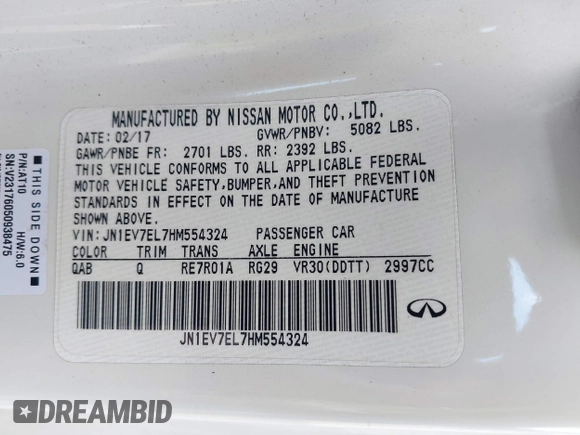 MANUFACTURED BY NISSAN MOTOR CO.,LTD.
DATE: 02/17 GVWR/PNBV: 5082 LBS.
GAWR/PNBE FR: 2701 LBS. RR: 2392 LBS.
THIS VEHICLE CONFORMS TO ALL APPLICABLE FEDERAL
MOTOR VEHICLE SAFETY,BUMPER,AND THEFT PREVENTION
STANDARDS IN EFFECT ON THE DATE OF MANUFACTURE
SHOWN ABOVE.
VIN: JN1EV7EL7HM554324 PASSENGER CAR
COLOR TRIM TRANS AXLE ENGINE
QAB Q RE7R01A RG29 VR30(DDTT) 2997CC
JN1EV7EL7HM554324
THIS SIDE DOWN
P/N:AT10 H/W:6.0
SN:V23176050938475
DREAMBID